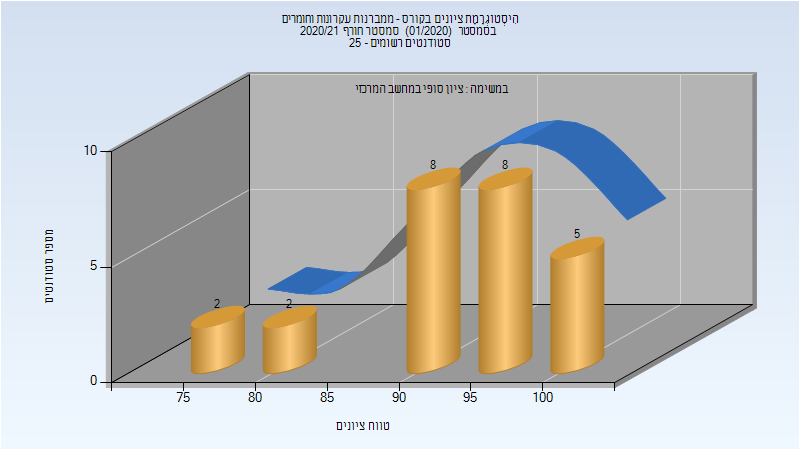 היסטוגרמת ציונים בקורס - ממברנות עקרונות וחומרים
בסמסטר (01/2020) סמסטר חורף 2020/21
סטודנטים רשומים - 25
במשימה : ציון סופי במחשב המרכזי
מספר סטודנטים
10
5
0
2
2
8
8
5
75
80
85
90
95
100
טווח ציונים